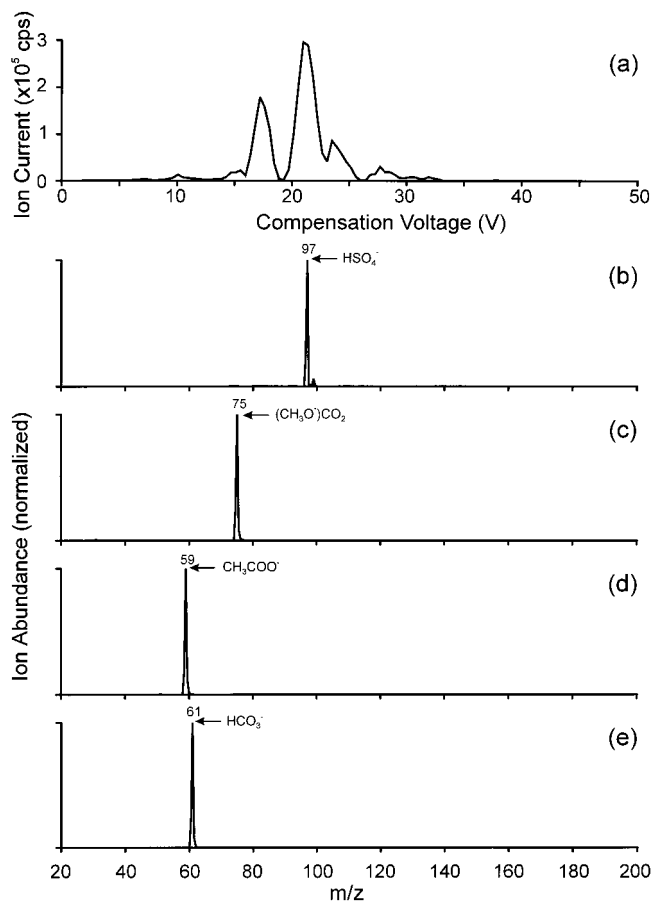 Ion Current (x10⁵ cps)
3
2
1
0
(a)
0 10 20 30 40 50
Compensation Voltage (V)
Ion Abundance (normalized)
97
HSO₄⁻
(b)
75
(CH₃O⁻)CO₂
(c)
59
CH₃COO⁻
(d)
61
HCO₃⁻
(e)
20 40 60 80 100 120 140 160 180 200
m/z